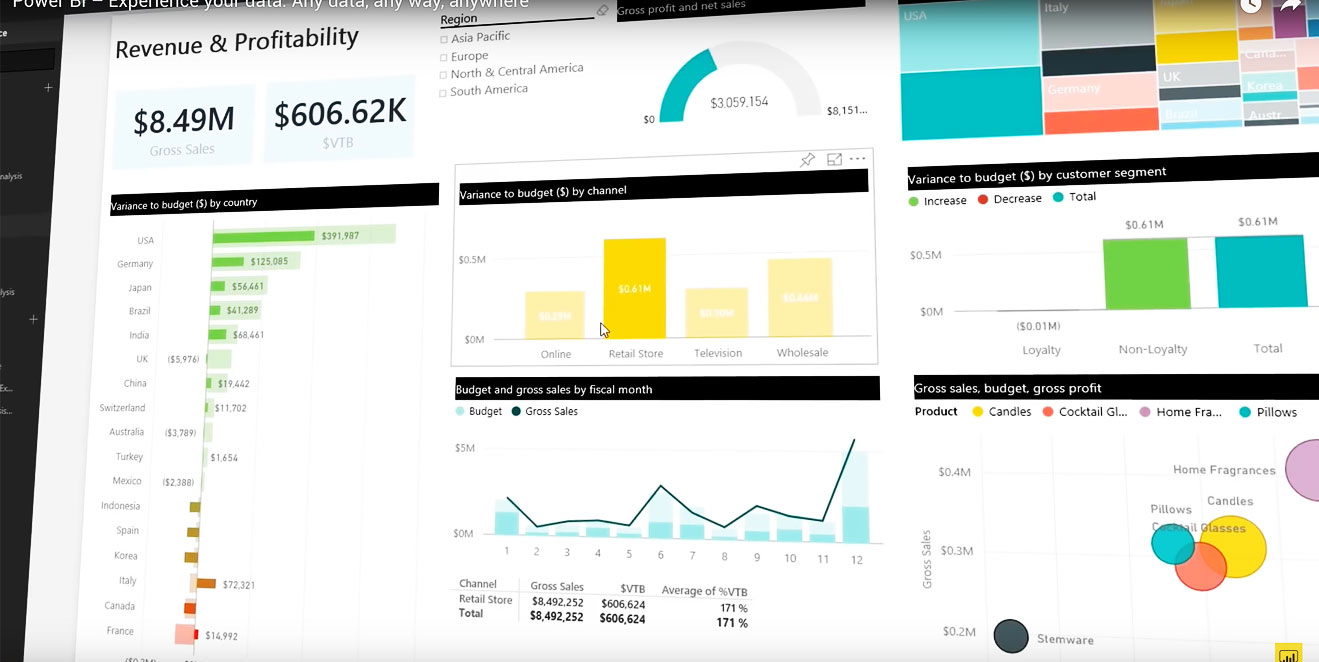 Power BI – Experience your data. Any data, any way, anywhere
Revenue & Profitability
$8.49M
Gross Sales
$606.62K
$VTB
Region
Asia Pacific
Europe
North & Central America
South America
Gross profit and net sales
$0
$3,059,154
$8,151...
USA
Italy
Germany
UK
Brazil
Cana...
Korea
Austr
nalysis
lysis
Ex...
Variance to budget ($) by country
USA $391,987
Germany $125,085
Japan $56,461
Brazil $41,289
India $68,461
UK ($5,976)
China $19,442
Switzerland $11,702
Australia ($3,789)
Turkey $1,654
Mexico ($2,388)
Indonesia
Spain
Korea
Italy $72,321
Canada
France $14,992
Variance to budget ($) by channel
$0.5M
$0M
$0.29M
$0.61M
$0.30M
$0.44M
Online Retail Store Television Wholesale
Variance to budget ($) by customer segment
Increase Decrease Total
$0.61M $0.61M
$0.5M
$0M
($0.01M)
Loyalty Non-Loyalty Total
Budget and gross sales by fiscal month
Budget Gross Sales
$5M
$0M
1 2 3 4 5 6 7 8 9 10 11 12
Channel Gross Sales $VTB Average of %VTB
Retail Store $8,492,252 $606,624 171 %
Total $8,492,252 $606,624 171 %
Gross sales, budget, gross profit
Product Candles Cocktail Gl... Home Fra... Pillows
$0.4M
$0.3M
$0.2M
Gross Sales
Home Fragrances
Candles
Pillows
Cocktail Glasses
Stemware